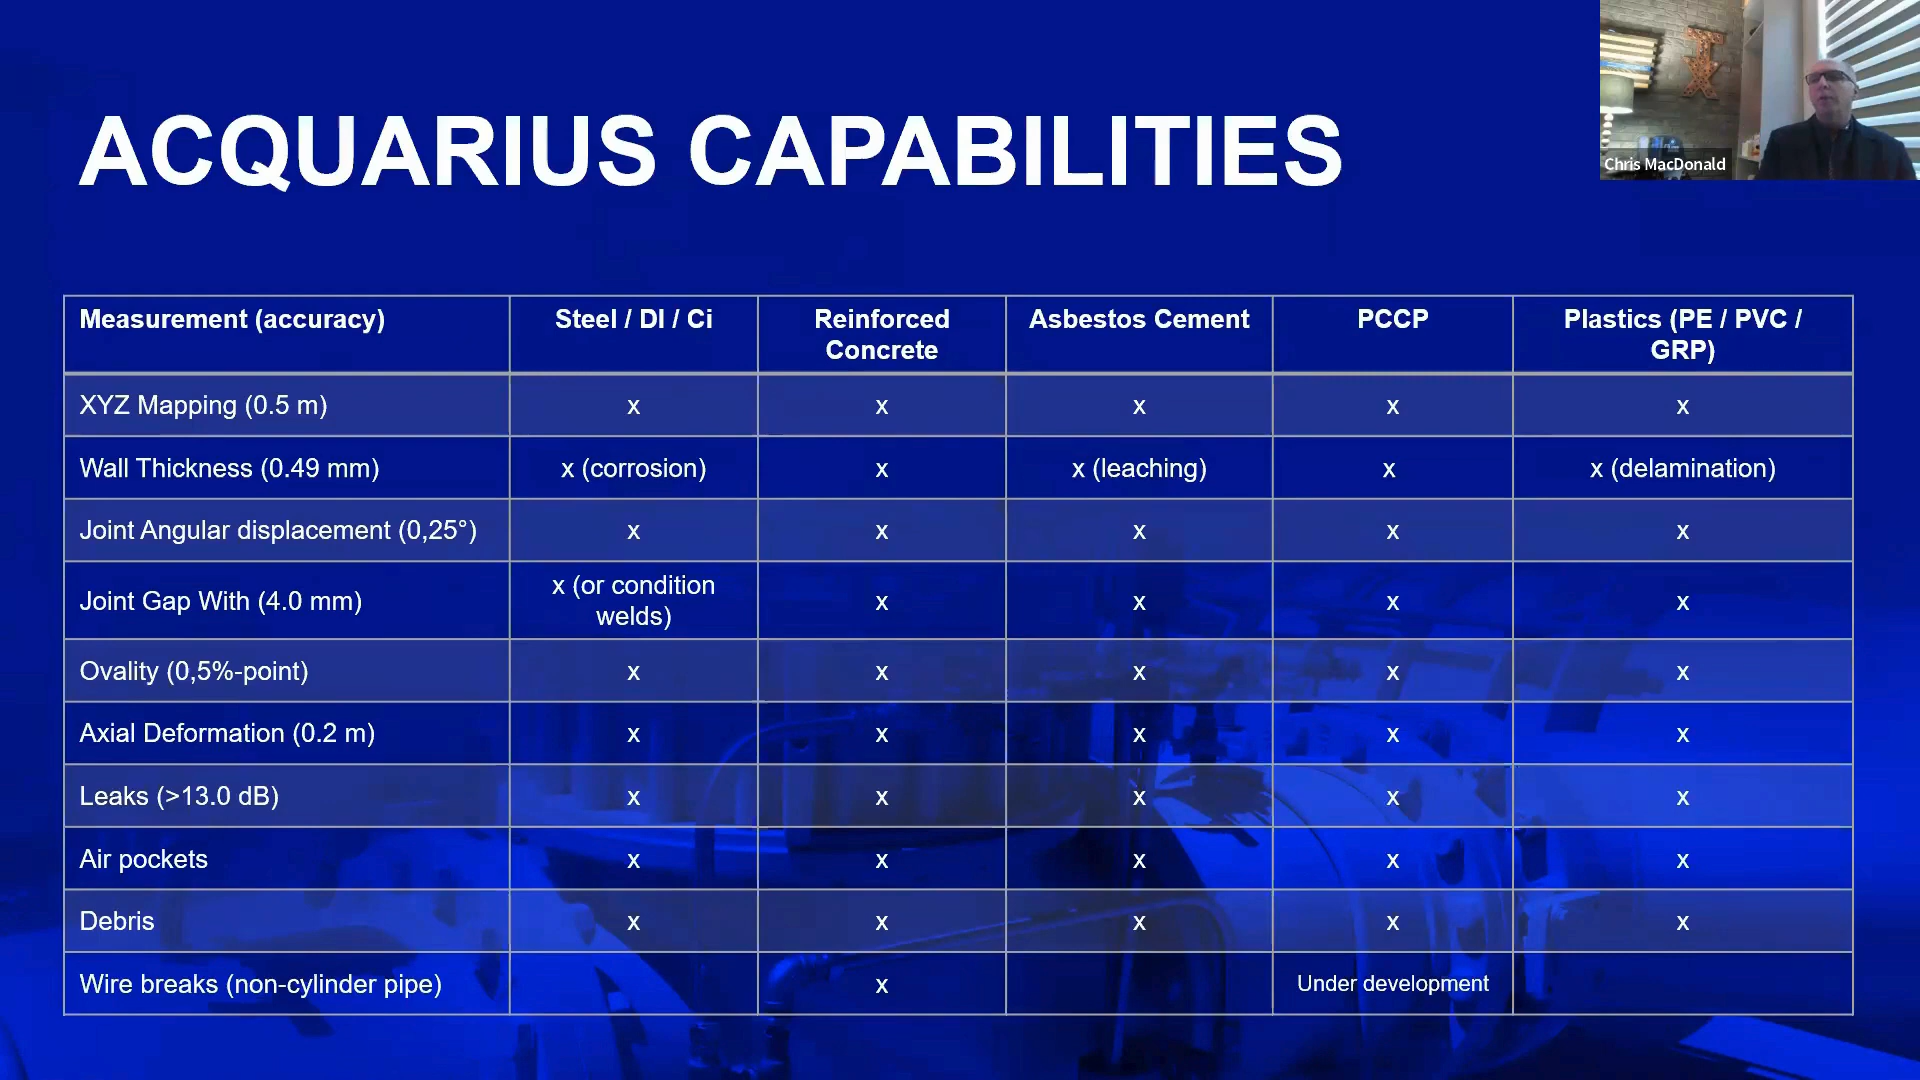 Chris MacDonald
ACQUARIUS CAPABILITIES
Measurement (accuracy) Steel / DI / Ci Reinforced Concrete Asbestos Cement PCCP Plastics (PE / PVC / GRP)
XYZ Mapping (0.5 m) x x x x x
Wall Thickness (0.49 mm) x (corrosion) x x (leaching) x x (delamination)
Joint Angular displacement (0,25°) x x x x x
Joint Gap With (4.0 mm) x (or condition welds) x x x x
Ovality (0,5%-point) x x x x x
Axial Deformation (0.2 m) x x x x x
Leaks (>13.0 dB) x x x x x
Air pockets x x x x x
Debris x x x x x
Wire breaks (non-cylinder pipe) x Under development